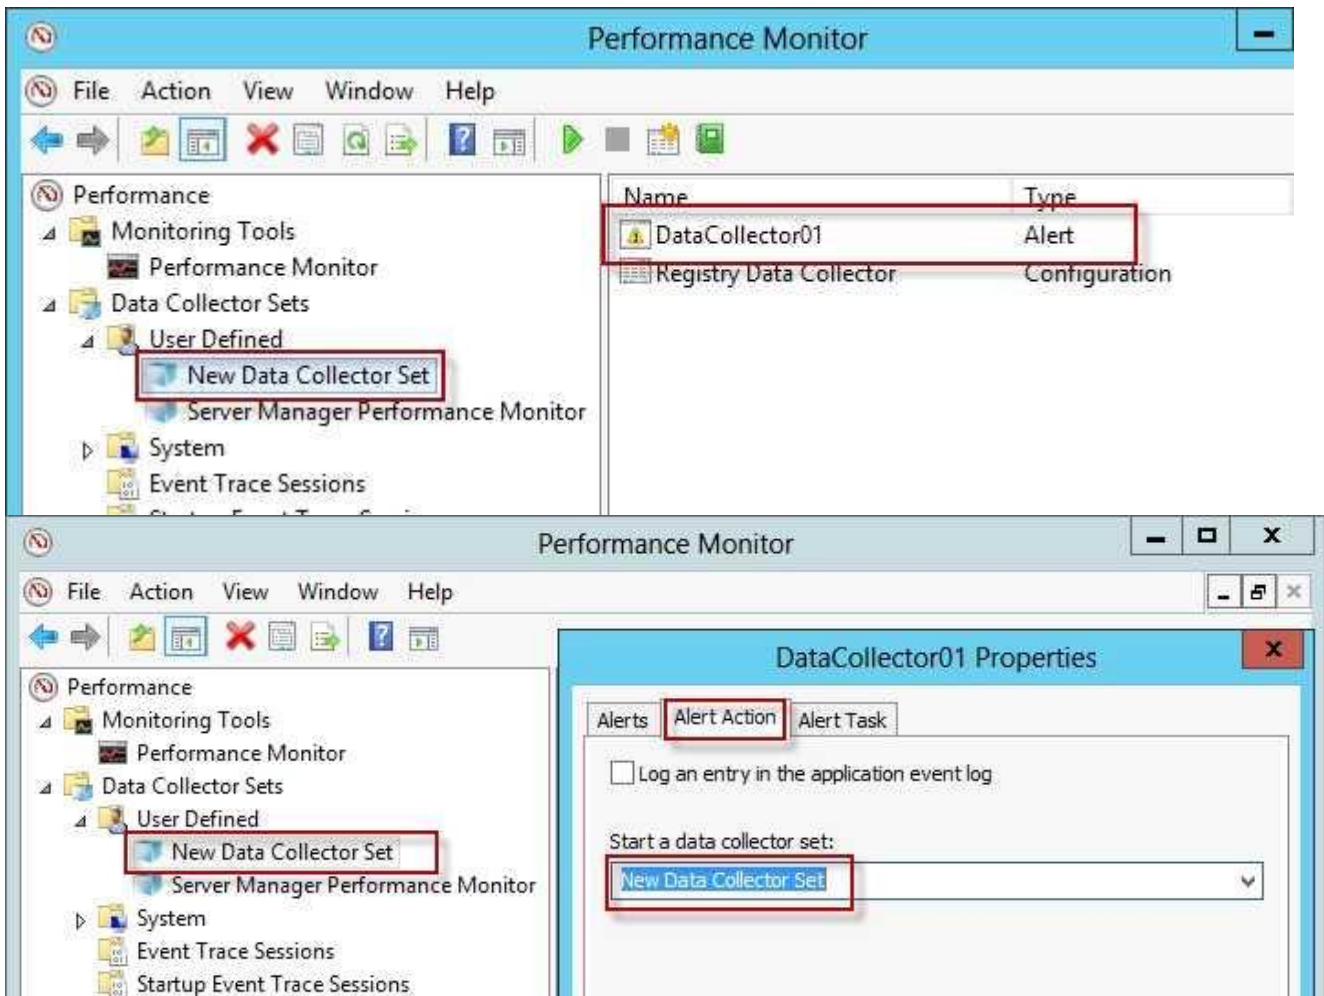 Performance Monitor
File Action View Window Help
Performance
Monitoring Tools
Performance Monitor
Data Collector Sets
User Defined
New Data Collector Set
Server Manager Performance Monitor
System
Event Trace Sessions
Name Type
DataCollector01 Alert
Registry Data Collector Configuration
Performance Monitor
File Action View Window Help
Performance
Monitoring Tools
Performance Monitor
Data Collector Sets
User Defined
New Data Collector Set
Server Manager Performance Monitor
System
Event Trace Sessions
Startup Event Trace Sessions
DataCollector01 Properties
Alerts Alert Action Alert Task
Log an entry in the application event log
Start a data collector set:
New Data Collector Set